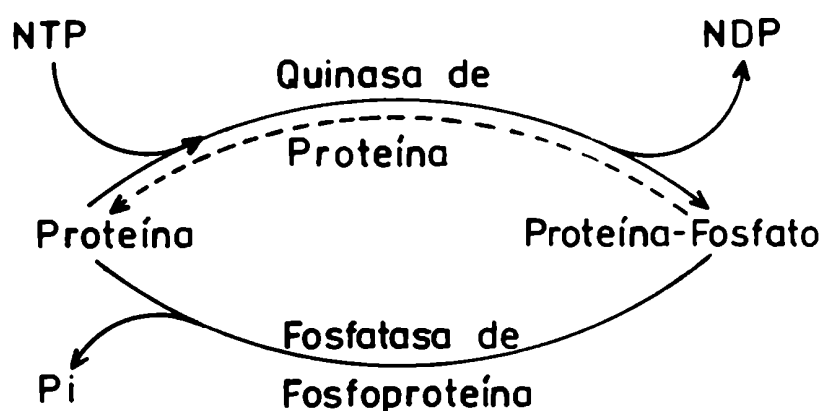 NTP
NDP
Quinasa de
Proteína
Proteína
Proteína-Fosfato
Fosfatasa de
Fosfoproteína
Pi